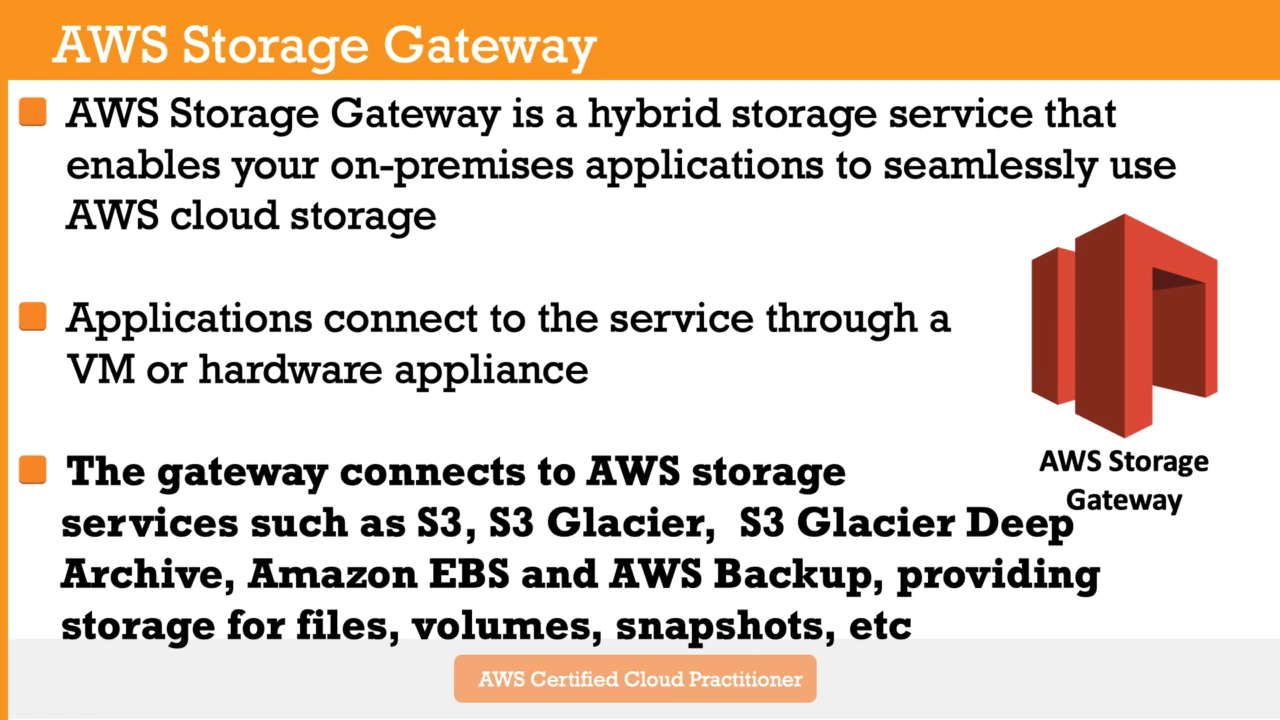 AWS Storage Gateway
AWS Storage Gateway is a hybrid storage service that
enables your on-premises applications to seamlessly use
AWS cloud storage
Applications connect to the service through a
VM or hardware appliance
The gateway connects to AWS storage
services such as S3, S3 Glacier, S3 Glacier Deep
Archive, Amazon EBS and AWS Backup, providing
storage for files, volumes, snapshots, etc
AWS Storage
Gateway
AWS Certified Cloud Practitioner